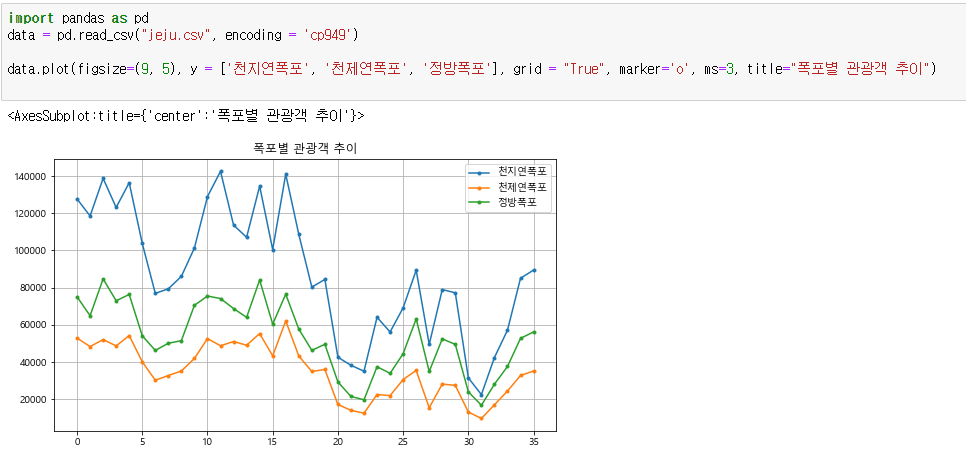 import pandas as pd
data = pd.read_csv("jeju.csv", encoding = 'cp949')
data.plot(figsize=(9, 5), y = ['천지연폭포', '천제연폭포', '정방폭포'], grid = "True", marker='o', ms=3, title="폭포별 관광객 추이")
<AxesSubplot:title={'center':'폭포별 관광객 추이'}>
폭포별 관광객 추이
천지연폭포
천제연폭포
정방폭포
140000
120000
100000
80000
60000
40000
20000
0 5 10 15 20 25 30 35